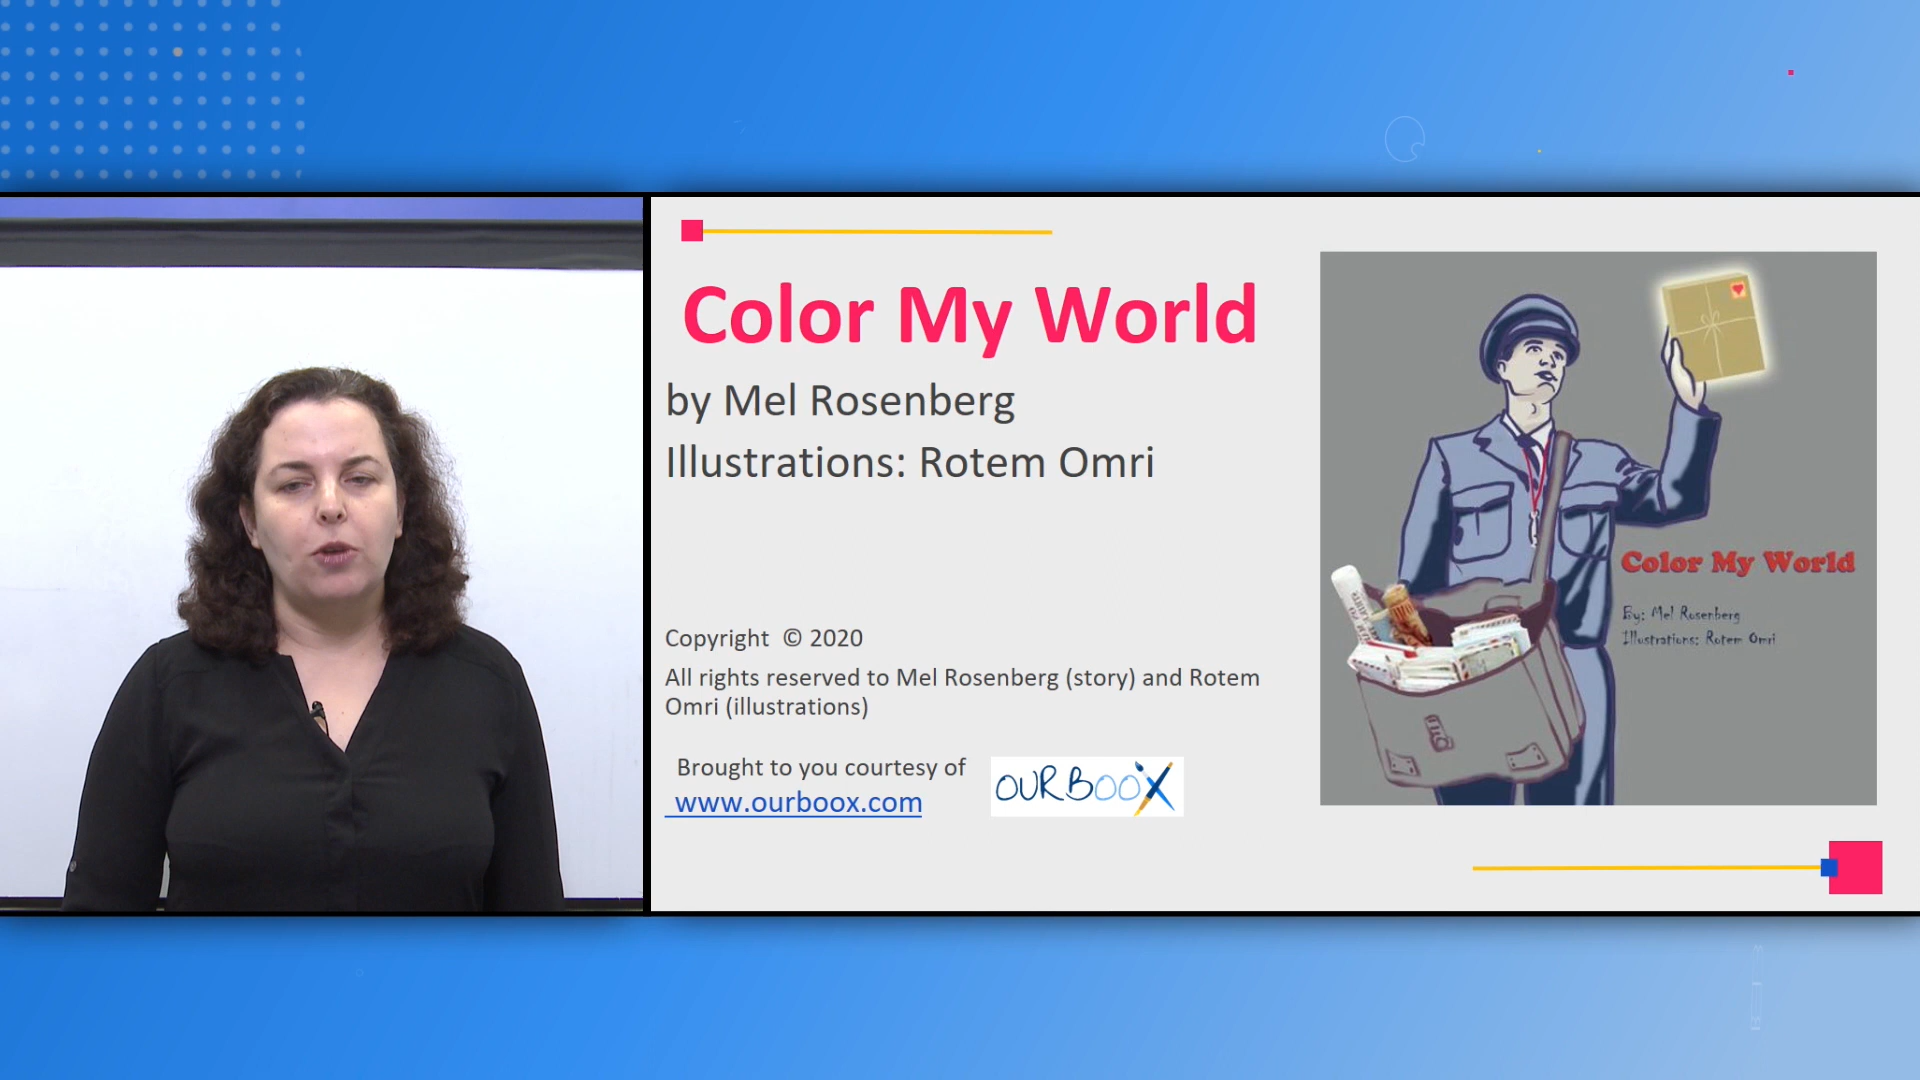 Color My World
by Mel Rosenberg
Illustrations: Rotem Omri
Copyright © 2020
All rights reserved to Mel Rosenberg (story) and Rotem
Omri (illustrations)
Brought to you courtesy of
www.ourboox.com
OURBOOX
Color My World
By: Mel Rosenberg
Illustrations: Rotem Omri